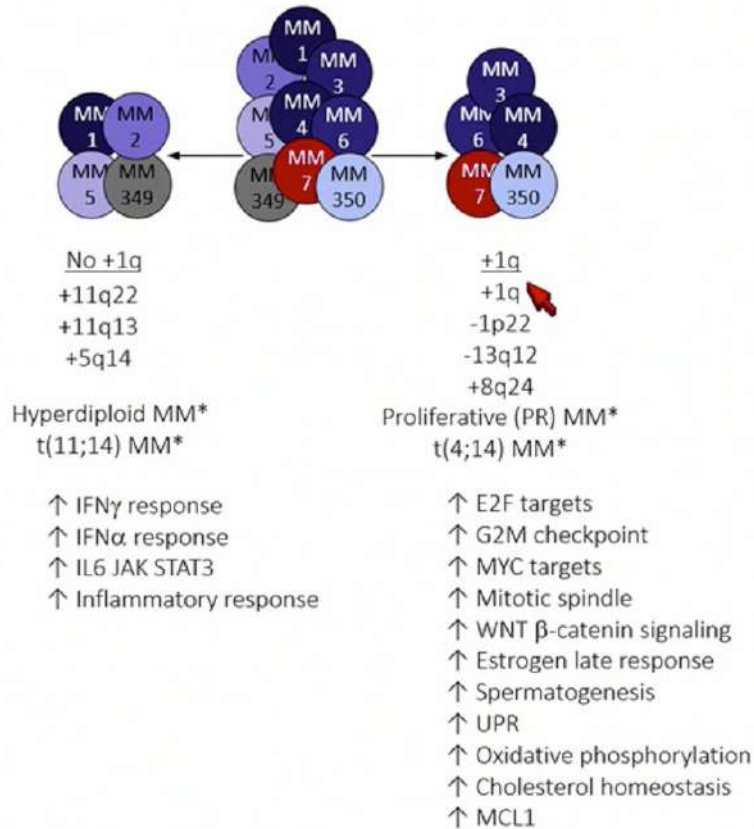 MM
1
MM
2
MM
5
MM
349
MM
1
MM
2
MM
3
MM
4
MM
5
MM
6
MM
7
349
MM
350
MM
3
MM
6
MM
4
MM
7
MM
350
No +1q
+11q22
+11q13
+5q14
Hyperdiploid MM*
t(11;14) MM*
↑ IFNγ response
↑ IFNα response
↑ IL6 JAK STAT3
↑ Inflammatory response
+1q
+1q
-1p22
-13q12
+8q24
Proliferative (PR) MM*
t(4;14) MM*
↑ E2F targets
↑ G2M checkpoint
↑ MYC targets
↑ Mitotic spindle
↑ WNT β-catenin signaling
↑ Estrogen late response
↑ Spermatogenesis
↑ UPR
↑ Oxidative phosphorylation
↑ Cholesterol homeostasis
↑ MCL1